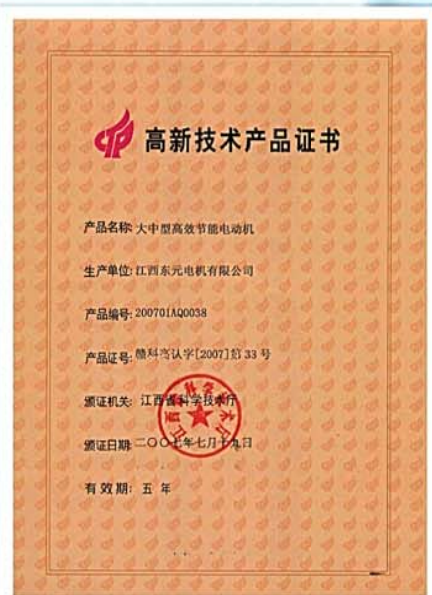 高新技术产品证书
产品名称: 大中型高效节能电动机
生产单位: 江西东元电机有限公司
产品编号: 200701AQ0038
产品证号: 赣科高认字[2007]第 33 号
颁证机关: 江西省科学技术厅
颁证日期: 二〇〇七年七月十九日
有效期: 五 年